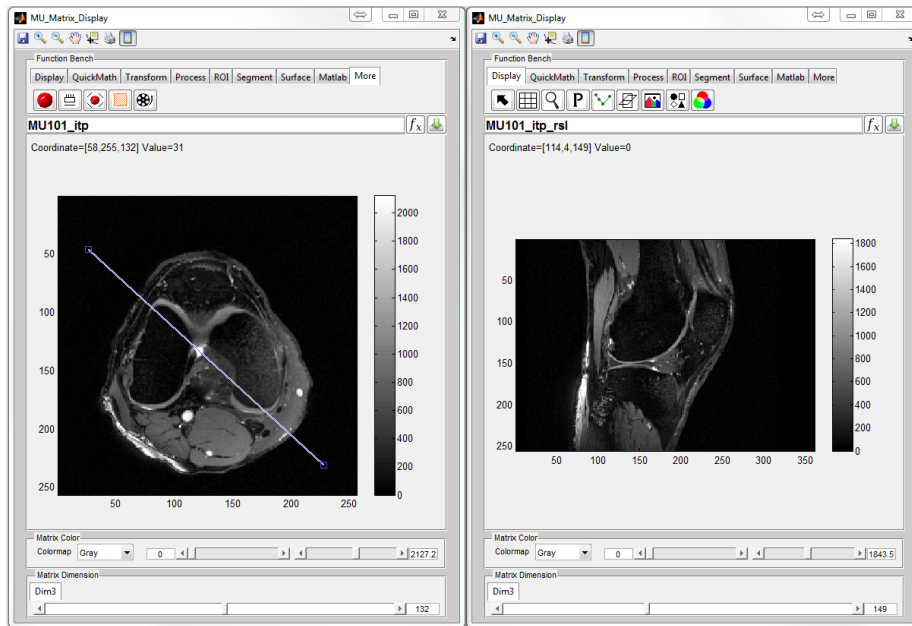 MU_Matrix_Display
Function Bench
Display QuickMath Transform Process ROI Segment Surface Matlab More
MU101_itp
fx
Coordinate=[58,255,132] Value=31
50
100
150
200
250
50 100 150 200 250
2000
1800
1600
1400
1200
1000
800
600
400
200
0
Matrix Color
Colormap Gray 0 2127.2
Matrix Dimension
Dim3
132
MU_Matrix_Display
Function Bench
Display QuickMath Transform Process ROI Segment Surface Matlab More
P
MU101_itp_rsl
fx
Coordinate=[114,4,149] Value=0
50
100
150
200
250
50 100 150 200 250 300 350
1800
1600
1400
1200
1000
800
600
400
200
0
Matrix Color
Colormap Gray 0 1843.5
Matrix Dimension
Dim3
149